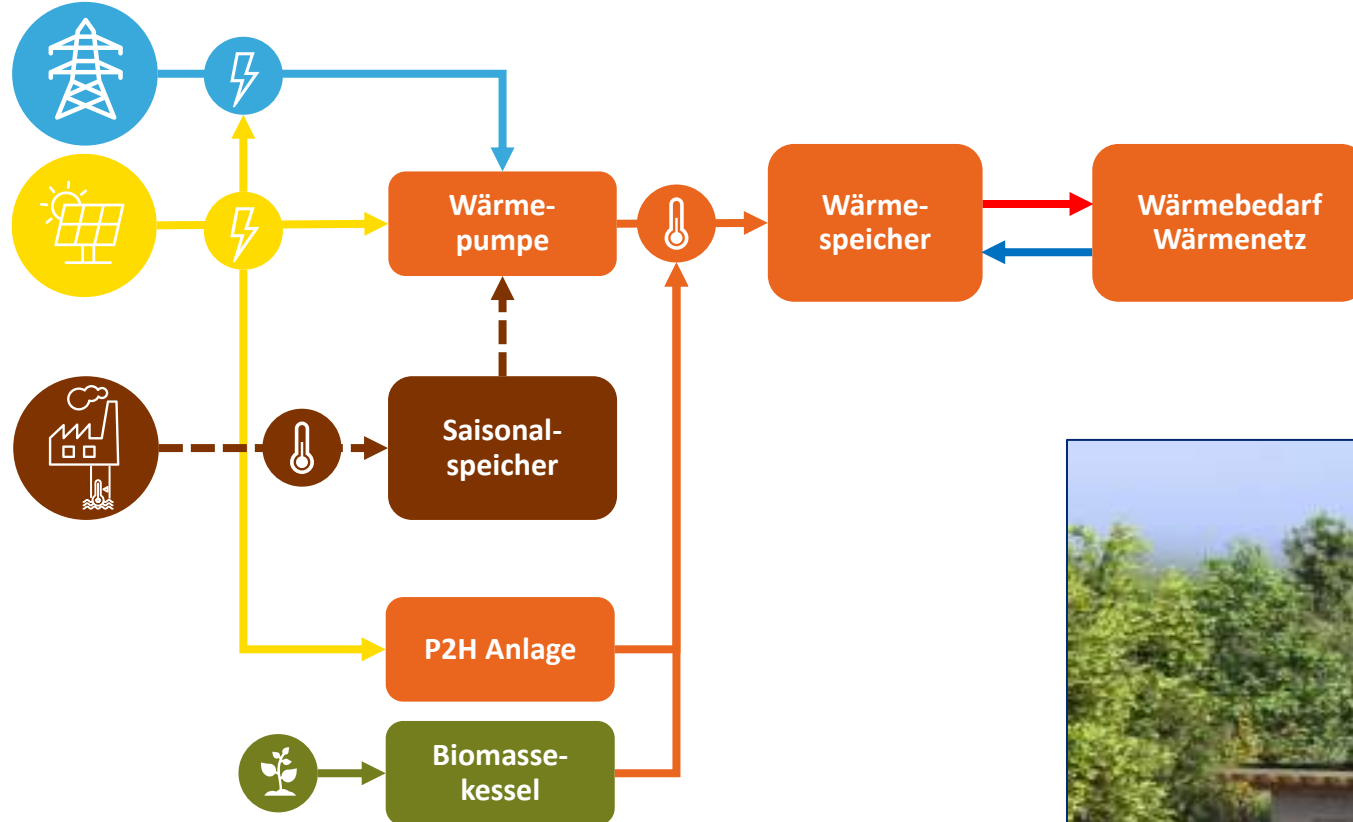 Wärme-
pumpe
Wärme-
speicher
Wärmebedarf
Wärmenetz
Saisonal-
speicher
P2H Anlage
Biomasse-
kessel